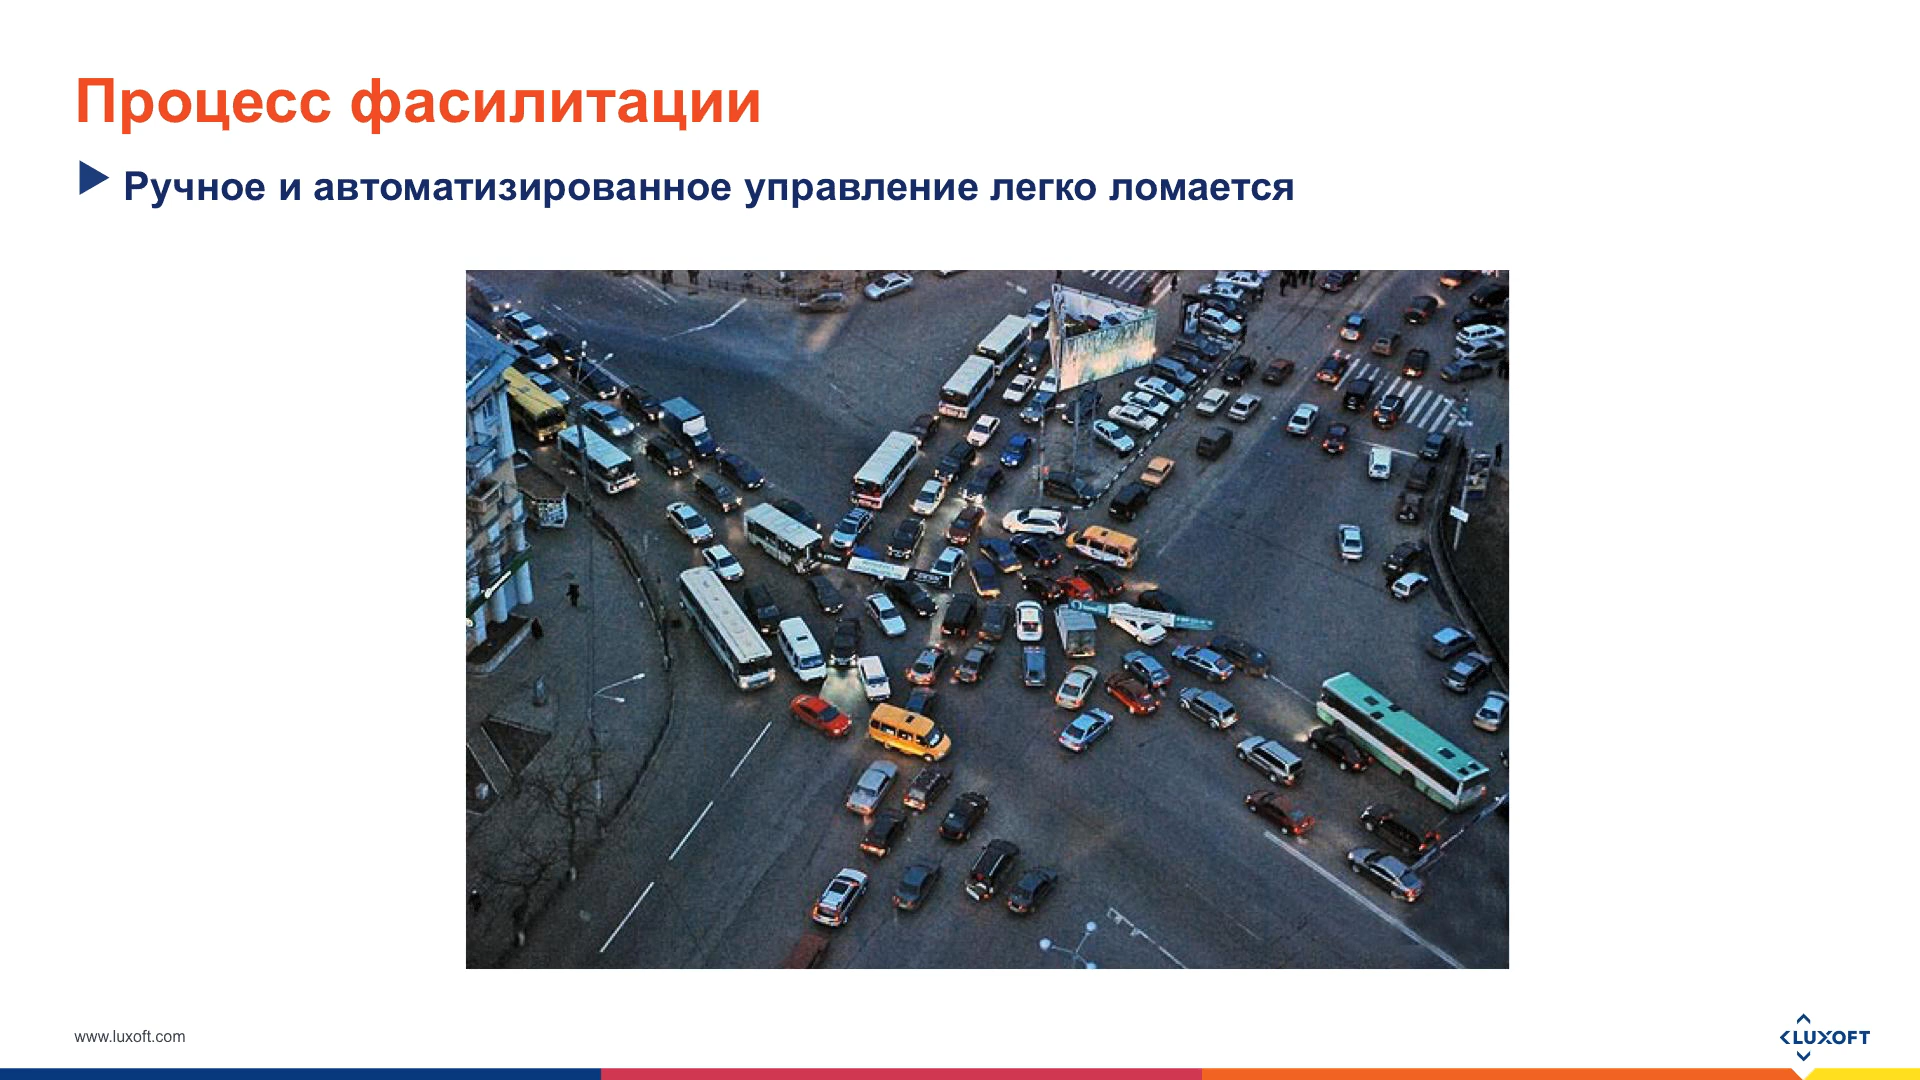 Процесс фасилитации
Ручное и автоматизированное управление легко ломается
www.luxoft.com
LUXOFT